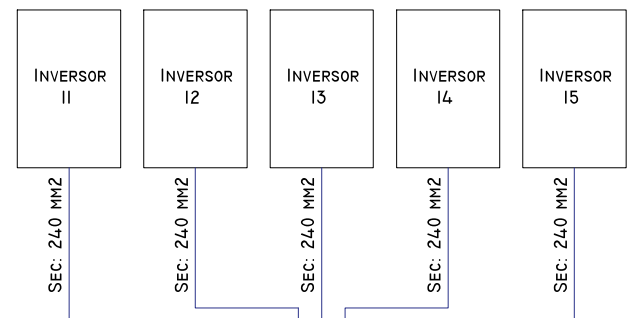 Inversor
I1
Inversor
I2
Inversor
I3
Inversor
I4
Inversor
I5
Sec: 240 mm2
Sec: 240 mm2
Sec: 240 mm2
Sec: 240 mm2
Sec: 240 mm2